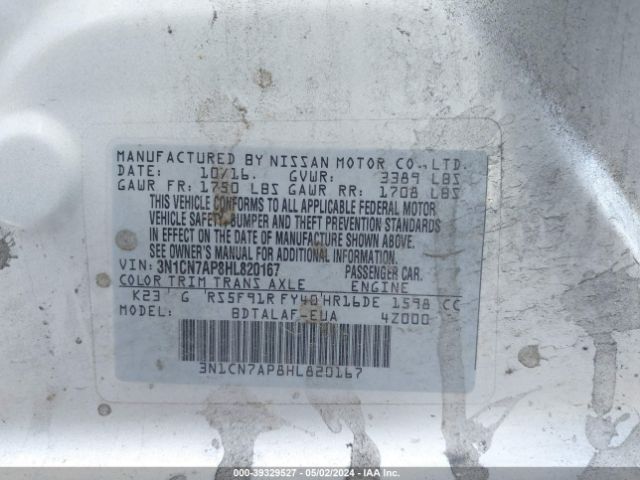 MANUFACTURED BY NISSAN MOTOR CO., LTD.
DATE: 10/16. GVWR: 3389 LBS
GAWR FR: 1750 LBS GAWR RR: 1708 LBS
THIS VEHICLE CONFORMS TO ALL APPLICABLE FEDERAL MOTOR
VEHICLE SAFETY, BUMPER AND THEFT PREVENTION STANDARDS
IN EFFECT ON THE DATE OF MANUFACTURE SHOWN ABOVE.
SEE OWNER'S MANUAL FOR ADDITIONAL INFORMATION.
VIN: 3N1CN7AP8HL820167 PASSENGER CAR.
COLOR TRIM TRANS AXLE ENGINE
K23 G RS5F91R FY40 HR16DE 1598 CC
MODEL: BDTALAF-EUA 4Z000
3N1CN7AP8HL820167
000-39329527 - 05/02/2024 - IAA Inc.